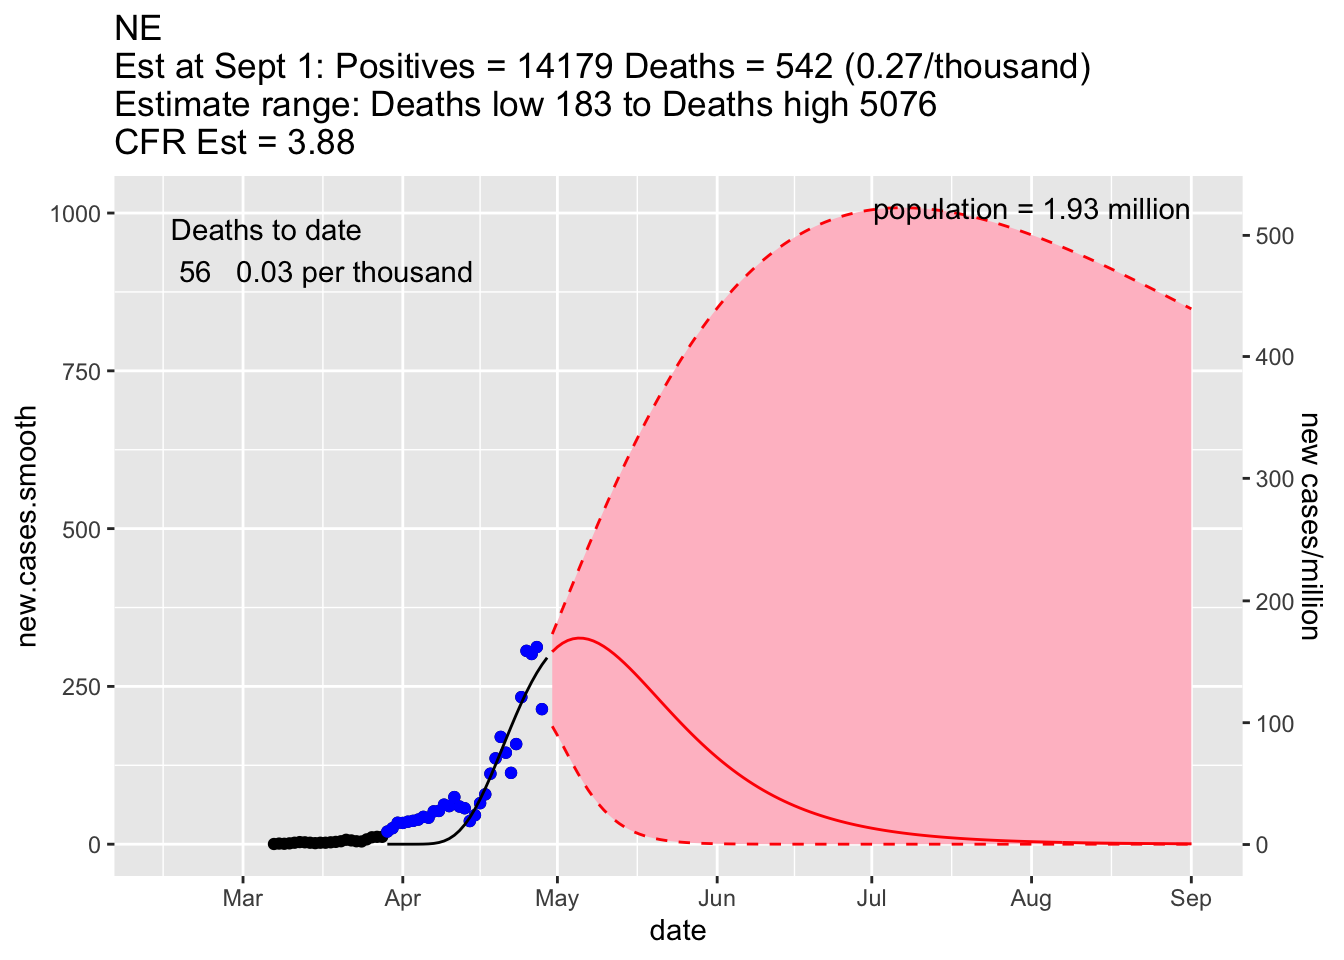 NE
Est at Sept 1: Positives = 14179 Deaths = 542 (0.27/thousand)
Estimate range: Deaths low 183 to Deaths high 5076
CFR Est = 3.88
Deaths to date
56 0.03 per thousand
population = 1.93 million
1000
750
500
250
0
new.cases.smooth
500
400
300
200
100
0
new cases/million
Mar Apr May Jun Jul Aug Sep
date